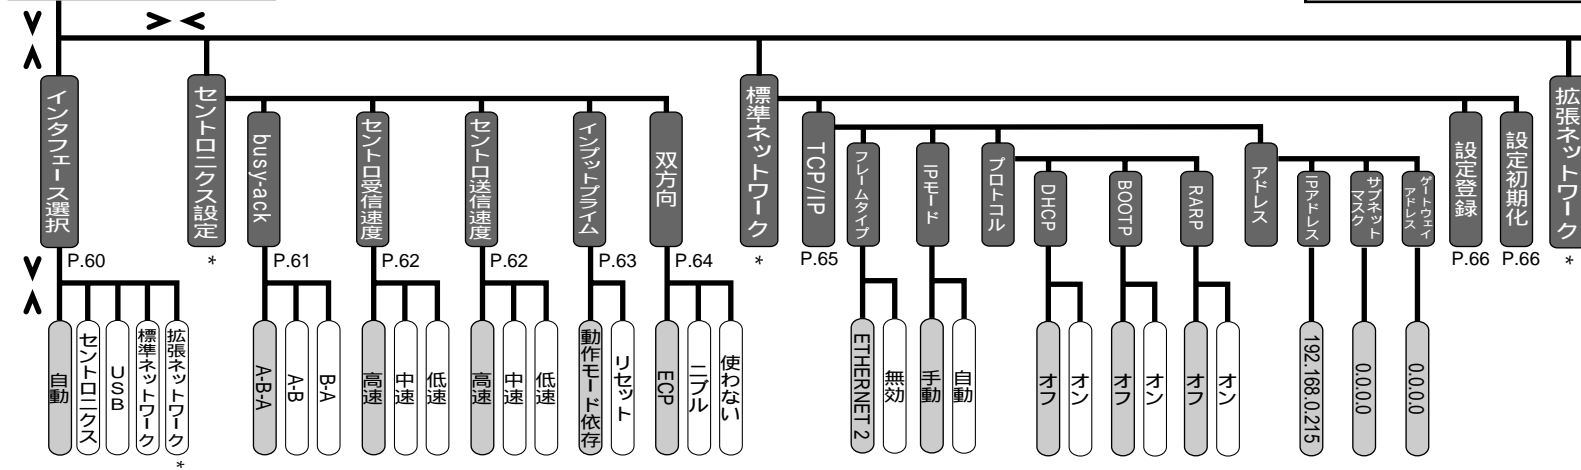 インタフェース選択
P.60
自動
セントロニクス
USB
標準ネットワーク
拡張ネットワーク
*
セントロニクス設定
*
busy-ack
P.61
A-B-A
A-B
B-A
セントロ受信速度
P.62
高速
中速
低速
セントロ送信速度
P.62
高速
中速
低速
インプットプライム
P.63
動作モード依存
リセット
双方向
P.64
ECP
ニブル
使わない
標準ネットワーク
*
TCP/IP
P.65
フレームタイプ
ETHERNET 2
無効
IPモード
手動
自動
プロトコル
DHCP
オフ
オン
BOOTP
オフ
オン
RARP
オフ
オン
アドレス
IPアドレス
192.168.0.215
サブネット
マスク
0.0.0.0
ゲートウェイ
アドレス
0.0.0.0
設定登録
P.66
設定初期化
P.66
拡張ネットワーク
*